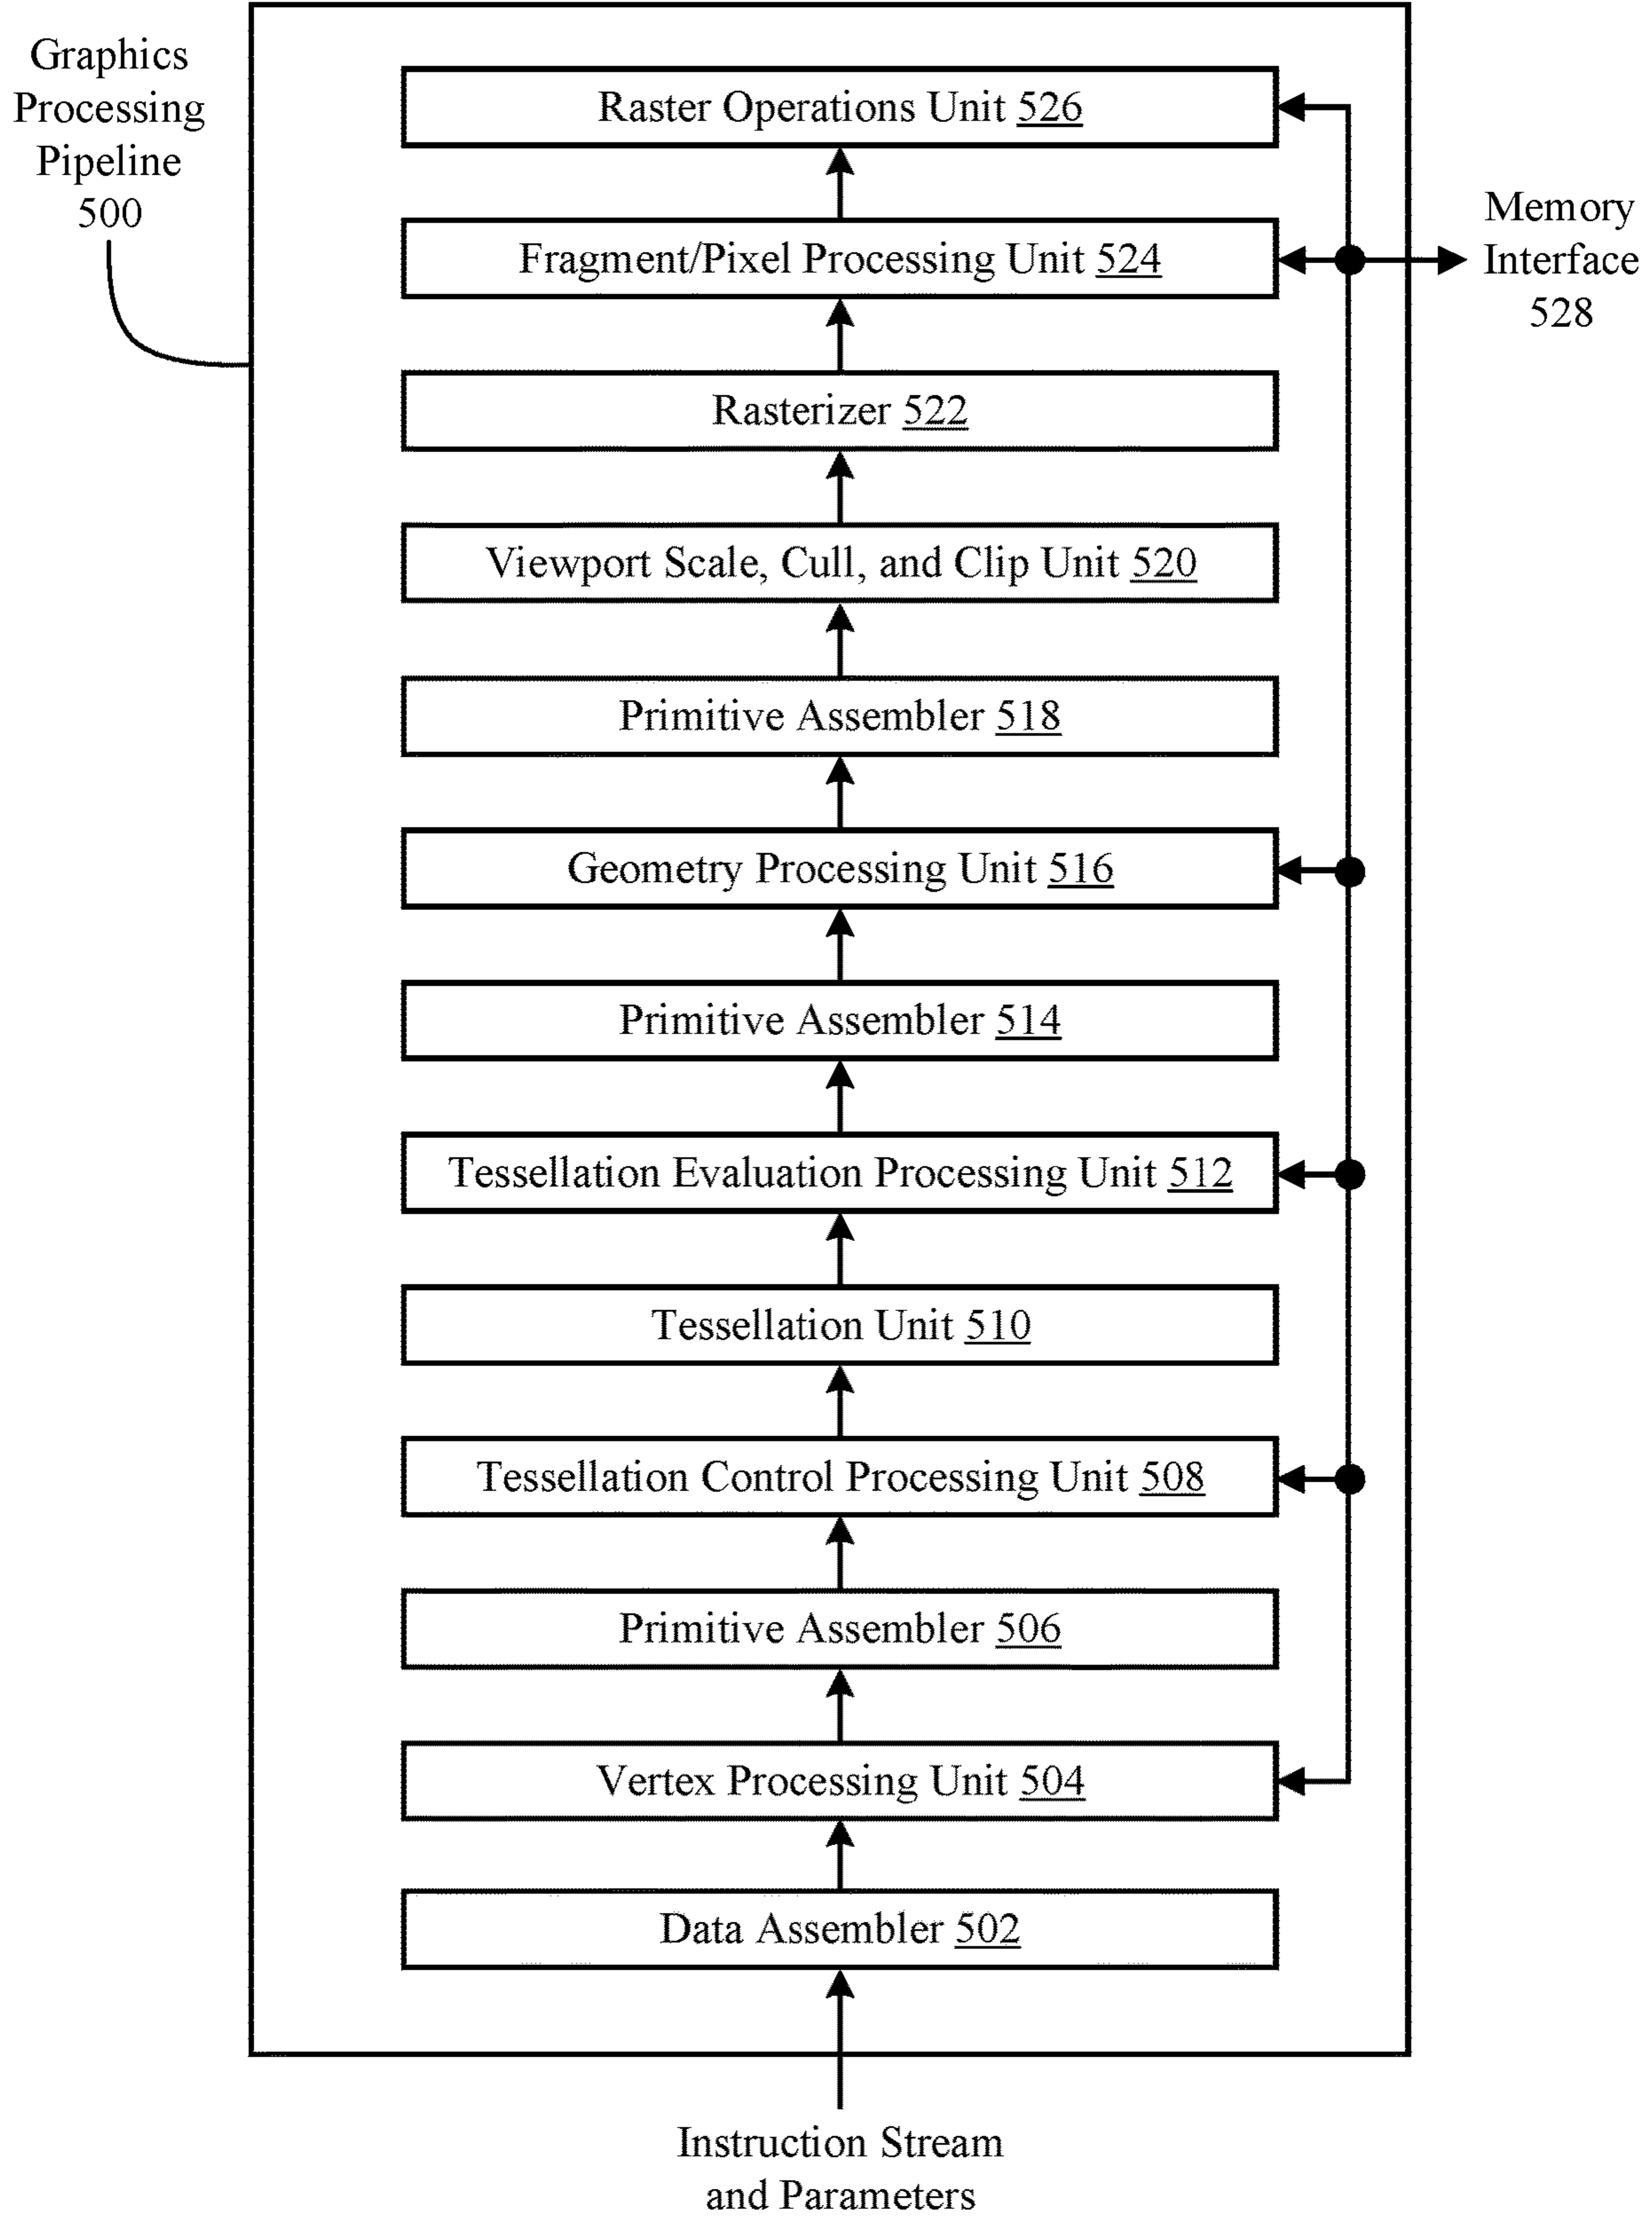 Graphics
Processing
Pipeline
500
Raster Operations Unit 526
Fragment/Pixel Processing Unit 524
Memory
Interface
528
Rasterizer 522
Viewport Scale, Cull, and Clip Unit 520
Primitive Assembler 518
Geometry Processing Unit 516
Primitive Assembler 514
Tessellation Evaluation Processing Unit 512
Tessellation Unit 510
Tessellation Control Processing Unit 508
Primitive Assembler 506
Vertex Processing Unit 504
Data Assembler 502
Instruction Stream
and Parameters